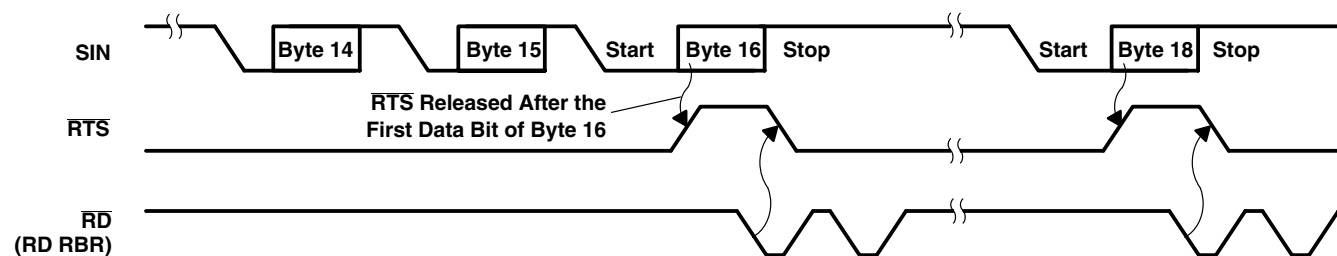 SIN
Byte 14
Byte 15
Start
Byte 16
Stop
Start
Byte 18
Stop
RTS Released After the
First Data Bit of Byte 16
RTS
RD
(RD RBR)